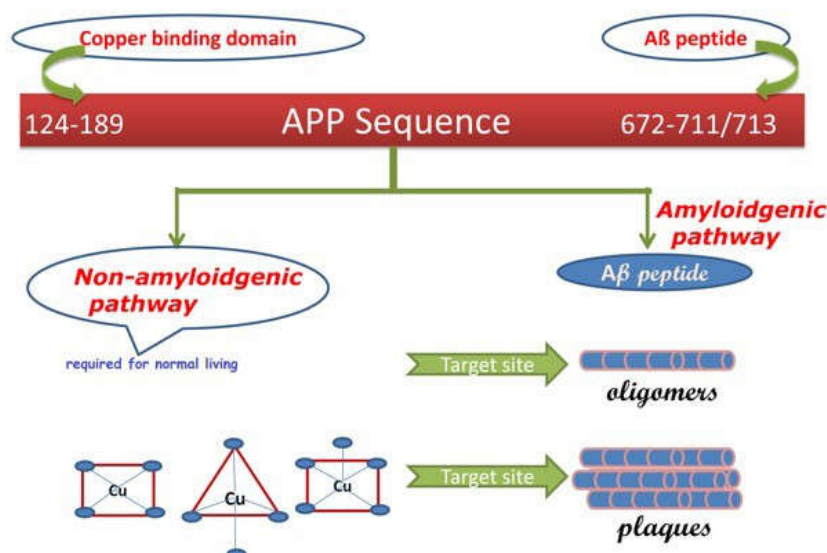 Copper binding domain
Aß peptide
124-189
APP Sequence
672-711/713
Amyloidgenic
pathway
Non-amyloidgenic
pathway
Aβ peptide
required for normal living
Target site
oligomers
Cu
Cu
Cu
Target site
plaques